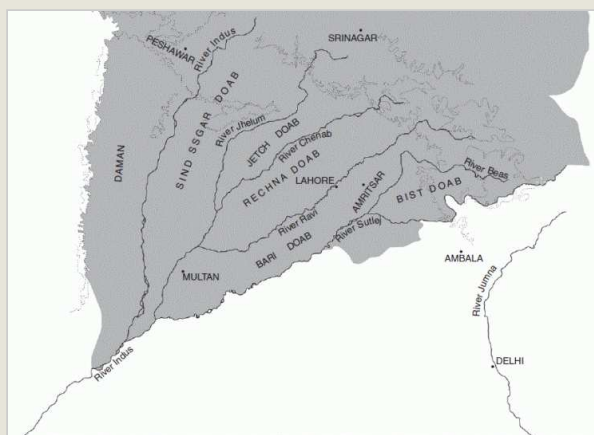 SRINAGAR
PESHAWAR
River Indus
DAMAN
SIND SSGAR DOAB
River Jhelum
JETCH DOAB
River Chenab
RECHNA DOAB
LAHORE
AMRITSAR
River Beas
BIST DOAB
River Ravi
BARI DOAB
River Sutlej
MULTAN
AMBALA
River Jumna
River Indus
DELHI